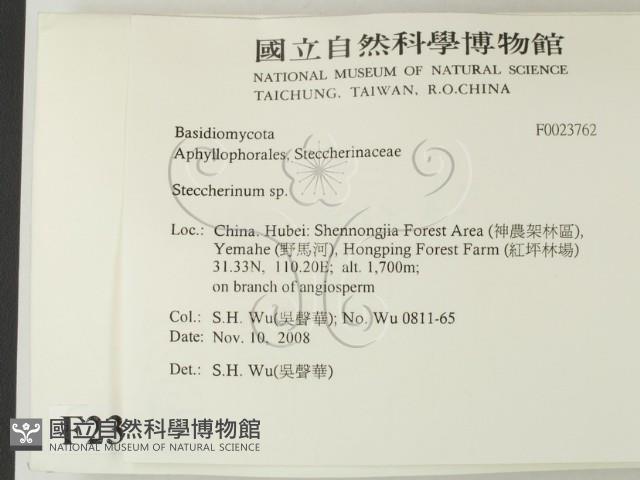 國立自然科學博物館
NATIONAL MUSEUM OF NATURAL SCIENCE
TAICHUNG, TAIWAN, R.O.CHINA
F0023762
Basidiomycota
Aphyllophorales, Steccherinaceae
Steccherinum sp.
Loc.: China. Hubei: Shennongjia Forest Area (神農架林區),
Yemahe (野馬河), Hongping Forest Farm (紅坪林場)
31.33N, 110.20E; alt. 1,700m;
on branch of angiosperm
Col.: S.H. Wu(吳聲華); No. Wu 0811-65
Date: Nov. 10, 2008
Det.: S.H. Wu(吳聲華)
F23
國立自然科學博物館
NATIONAL MUSEUM OF NATURAL SCIENCE